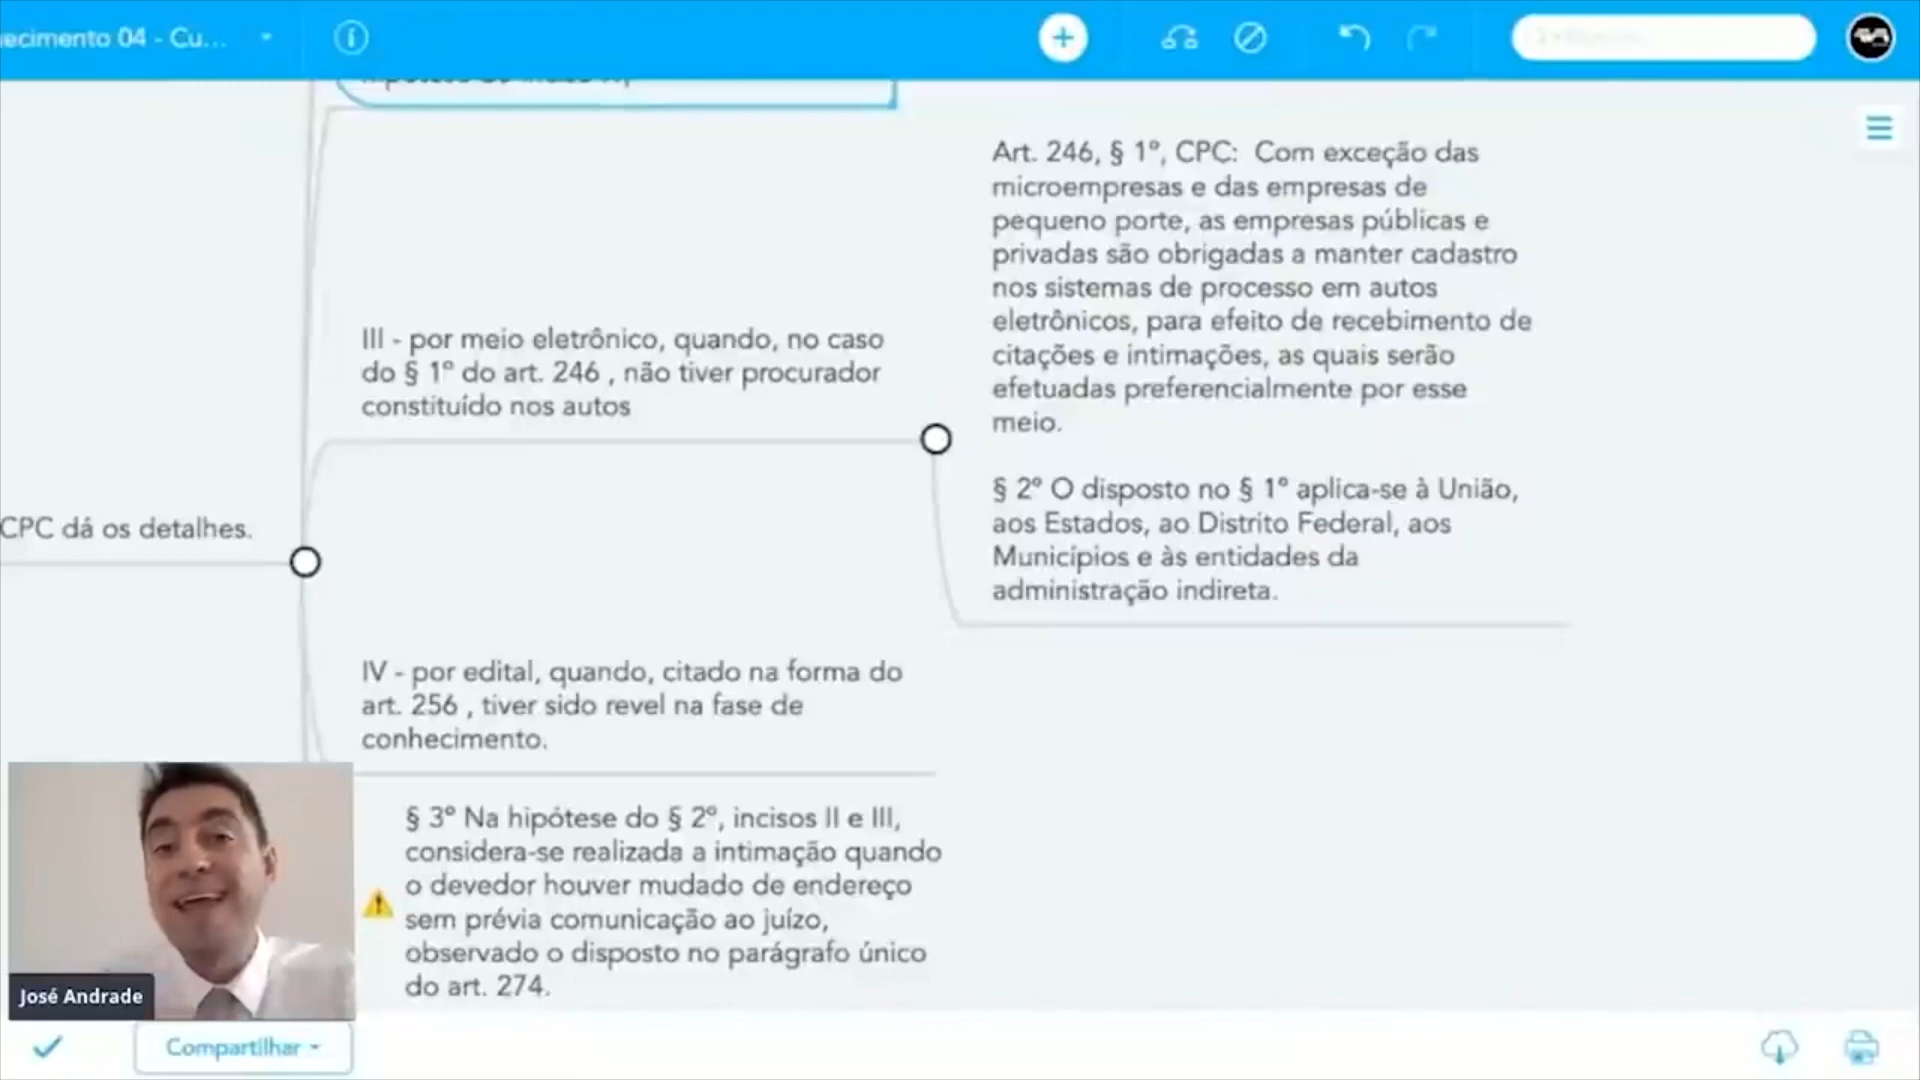 ecimento 04 - Cu...
Art. 246, § 1º, CPC: Com exceção das
microempresas e das empresas de
pequeno porte, as empresas públicas e
privadas são obrigadas a manter cadastro
nos sistemas de processo em autos
eletrônicos, para efeito de recebimento de
citações e intimações, as quais serão
efetuadas preferencialmente por esse
meio.
§ 2º O disposto no § 1º aplica-se à União,
aos Estados, ao Distrito Federal, aos
Municípios e às entidades da
administração indireta.
III - por meio eletrônico, quando, no caso
do § 1º do art. 246 , não tiver procurador
constituído nos autos
CPC dá os detalhes.
IV - por edital, quando, citado na forma do
art. 256 , tiver sido revel na fase de
conhecimento.
§ 3º Na hipótese do § 2º, incisos II e III,
considera-se realizada a intimação quando
o devedor houver mudado de endereço
sem prévia comunicação ao juízo,
observado o disposto no parágrafo único
do art. 274.
José Andrade
Compartilhar